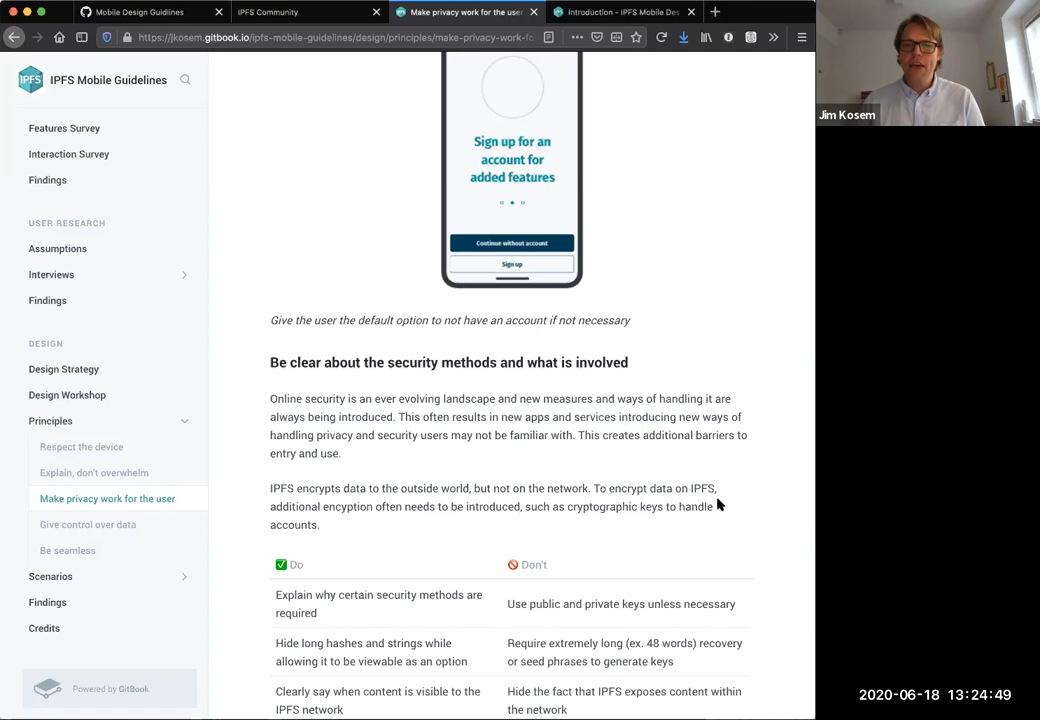 Mobile Design Guidlines
IPFS Community
Make privacy work for the user
Introduction - IPFS Mobile Des
https://jkosem.gitbook.io/ipfs-mobile-guidelines/design/principles/make-privacy-work-fo
IPFS
IPFS Mobile Guidelines
Features Survey
Interaction Survey
Findings
USER RESEARCH
Assumptions
Interviews
Findings
DESIGN
Design Strategy
Design Workshop
Principles
Respect the device
Explain, don't overwhelm
Make privacy work for the user
Give control over data
Be seamless
Scenarios
Findings
Credits
Powered by GitBook
Sign up for an
account for
added features
Continue without account
Sign up
Give the user the default option to not have an account if not necessary
Be clear about the security methods and what is involved
Online security is an ever evolving landscape and new measures and ways of handling it are
always being introduced. This often results in new apps and services introducing new ways of
handling privacy and security users may not be familiar with. This creates additional barriers to
entry and use.
IPFS encrypts data to the outside world, but not on the network. To encrypt data on IPFS,
additional encyption often needs to be introduced, such as cryptographic keys to handle
accounts.
Do
Don't
Explain why certain security methods are
required
Use public and private keys unless necessary
Hide long hashes and strings while
allowing it to be viewable as an option
Require extremely long (ex. 48 words) recovery
or seed phrases to generate keys
Clearly say when content is visible to the
IPFS network
Hide the fact that IPFS exposes content within
the network
Jim Kosem
2020-06-18 13:24:49